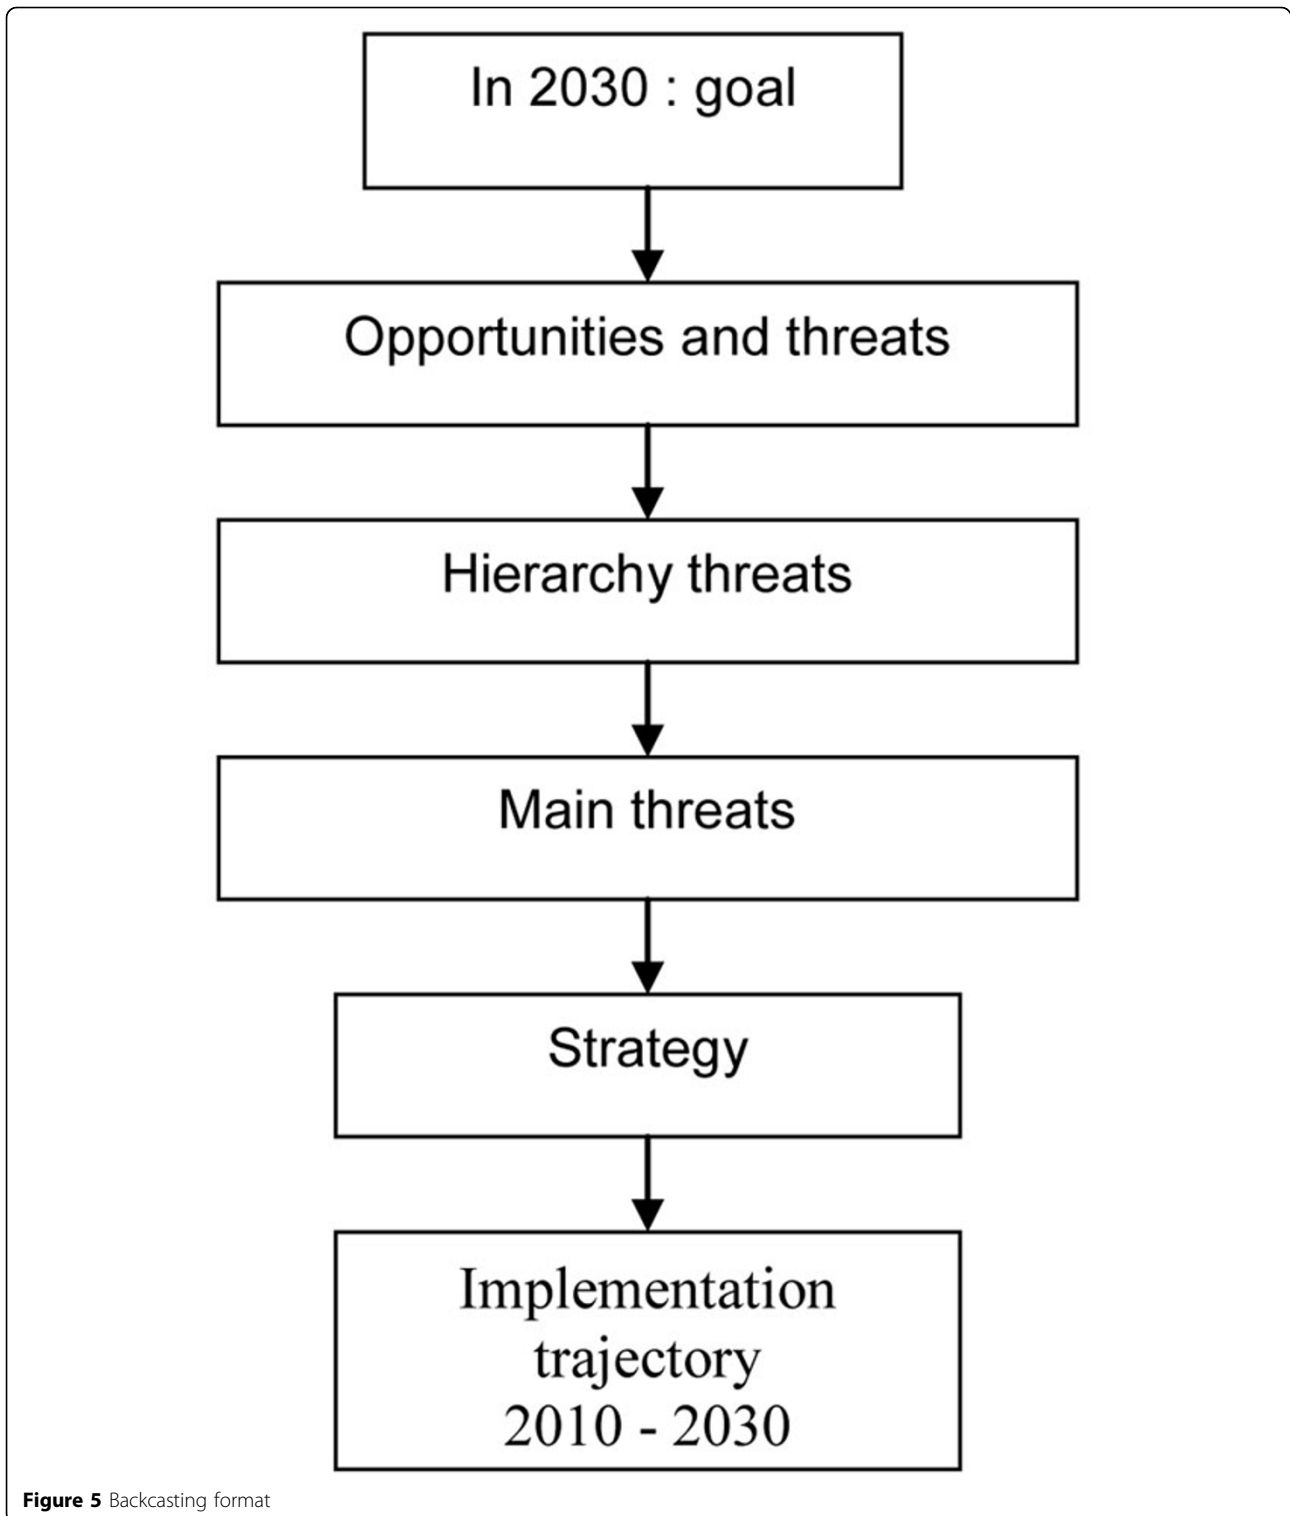 In 2030 : goal
Opportunities and threats
Hierarchy threats
Main threats
Strategy
Implementation
trajectory
2010 - 2030
Figure 5 Backcasting format